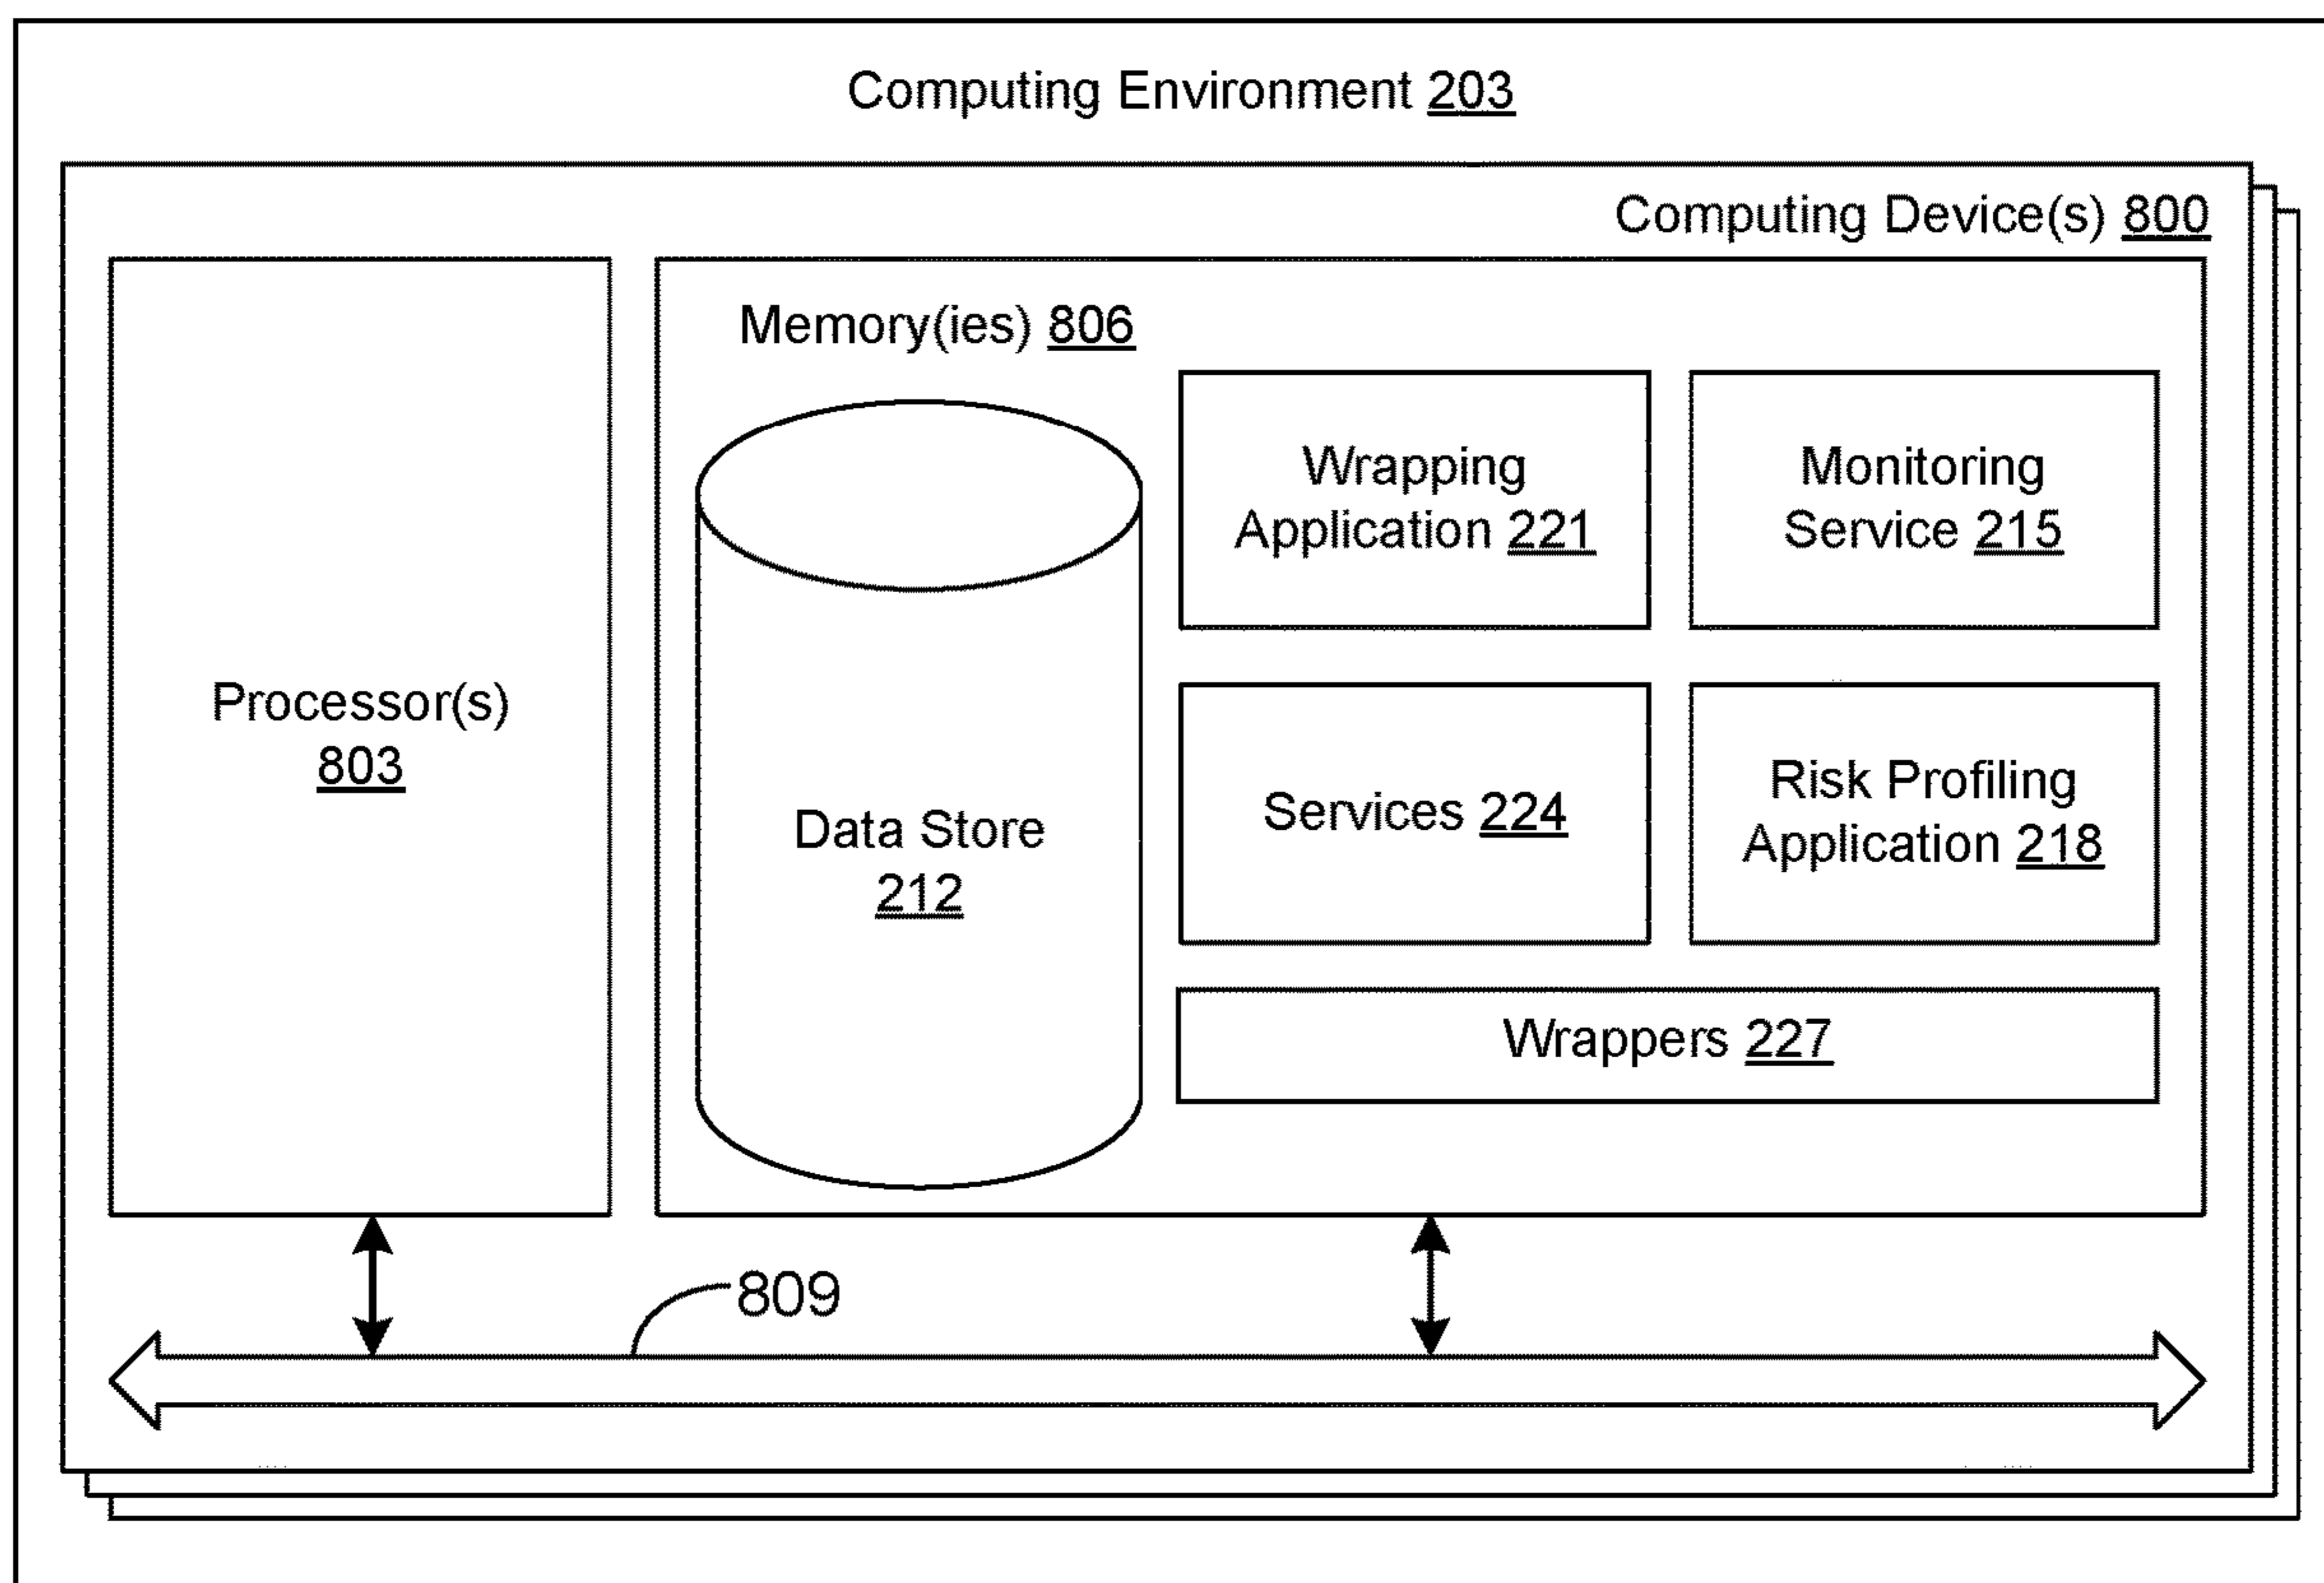 Computing Environment 203
Computing Device(s) 800
Processor(s)
803
Memory(ies) 806
Data Store
212
Wrapping
Application 221
Monitoring
Service 215
Services 224
Risk Profiling
Application 218
Wrappers 227
809